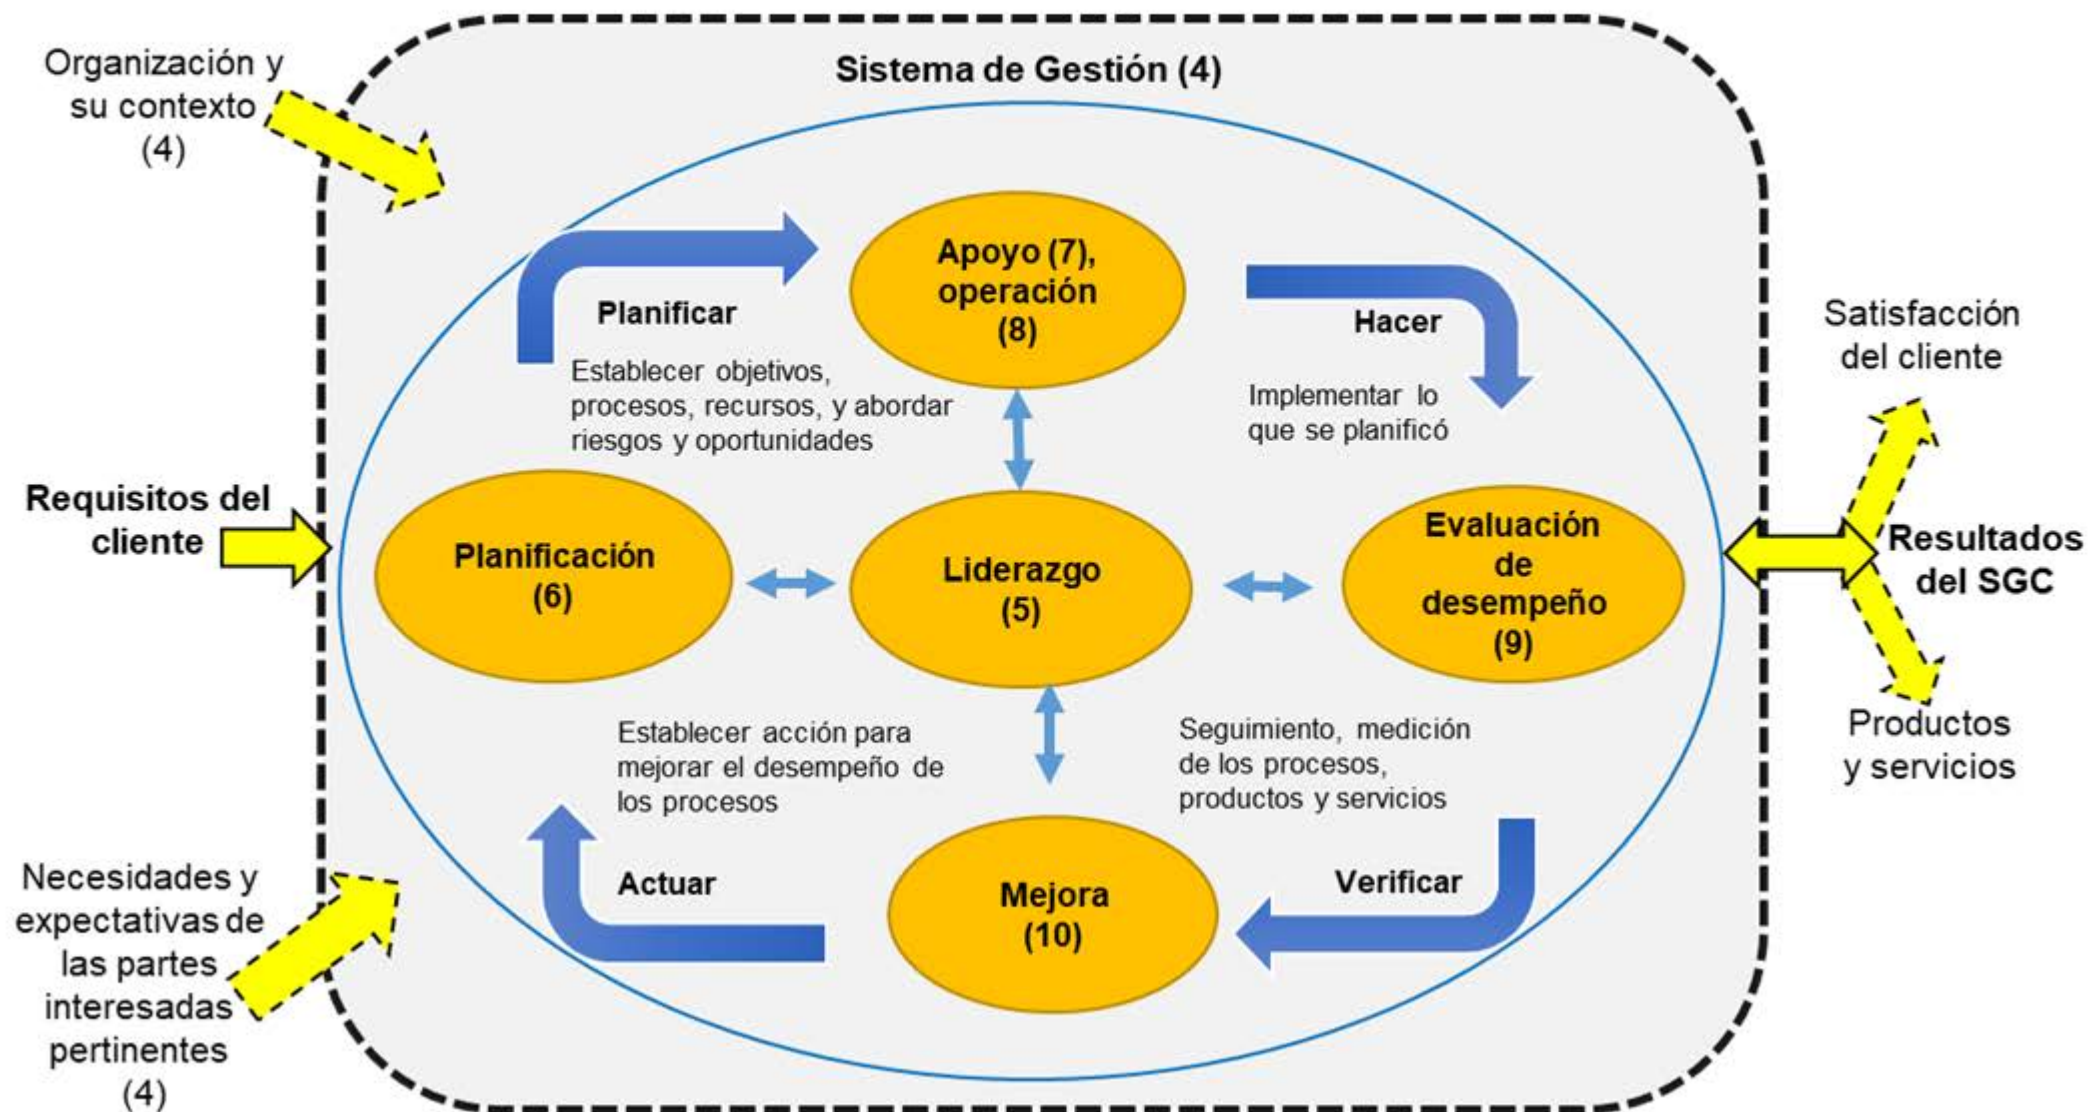 Sistema de Gestión (4)
Organización y
su contexto
(4)
Apoyo (7),
operación
(8)
Planificar
Establecer objetivos,
procesos, recursos, y abordar
riesgos y oportunidades
Hacer
Implementar lo
que se planificó
Satisfacción
del cliente
Requisitos del
cliente
Planificación
(6)
Liderazgo
(5)
Evaluación
de
desempeño
(9)
Resultados
del SGC
Productos
y servicios
Establecer acción para
mejorar el desempeño de
los procesos
Seguimiento, medición
de los procesos,
productos y servicios
Actuar
Mejora
(10)
Verificar
Necesidades y
expectativas de
las partes
interesadas
pertinentes
(4)